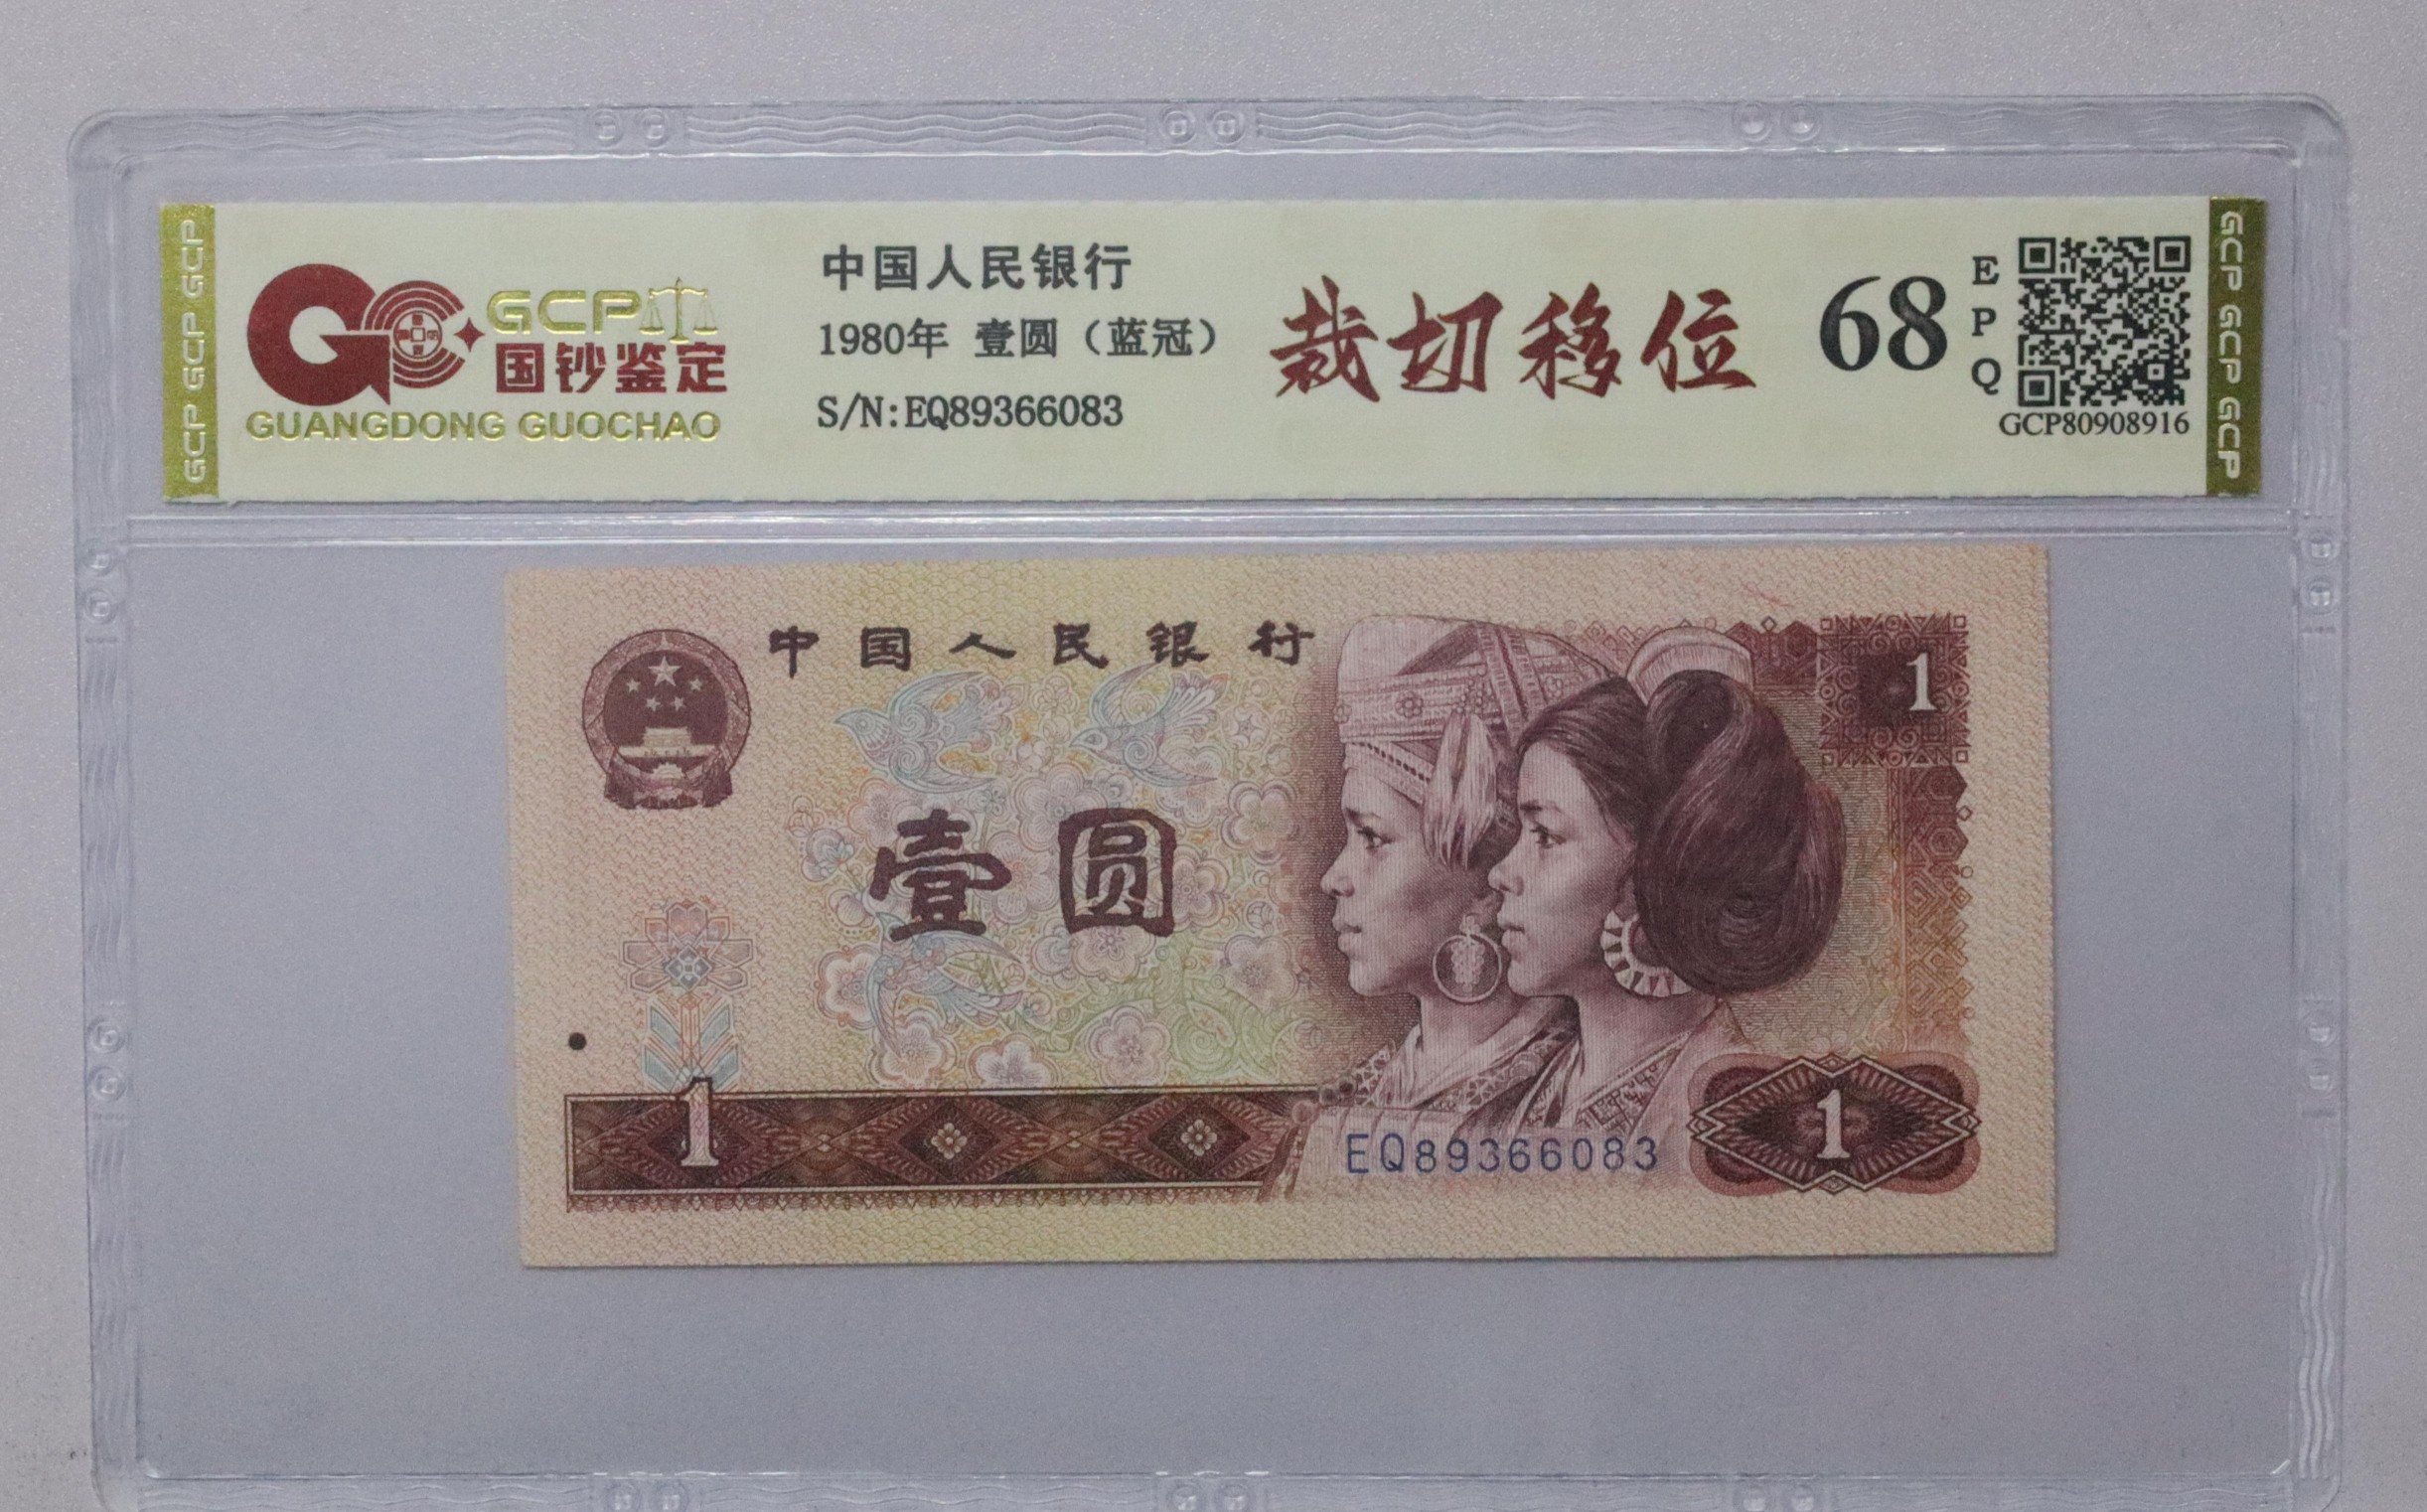 GCP GCP GCP
GCP
国钞鉴定
GUANGDONG GUOCHAO
中国人民银行
1980年 壹圆（蓝冠）
S/N:EQ89366083
裁切移位
68
E
P
Q
GCP80908916
GCP GCP GCP
中国人民银行
1
壹圆
1
EQ89366083
1